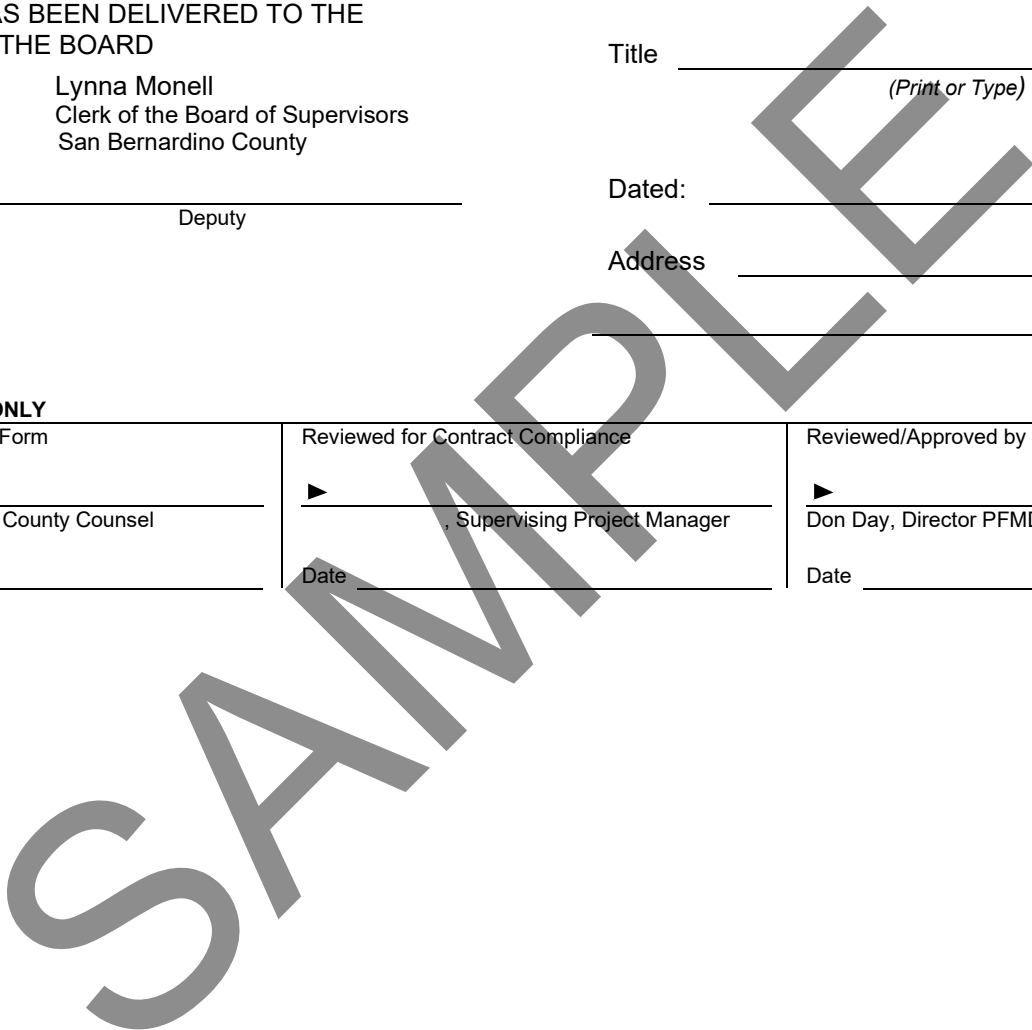 AS BEEN DELIVERED TO THE
THE BOARD
Lynna Monell
Clerk of the Board of Supervisors
San Bernardino County
Deputy
Title
(Print or Type)
Dated:
Address
ONLY
Form
County Counsel
Reviewed for Contract Compliance
►
, Supervising Project Manager
Date
Reviewed/Approved by
►
Don Day, Director PFMD
Date
SAMPLE